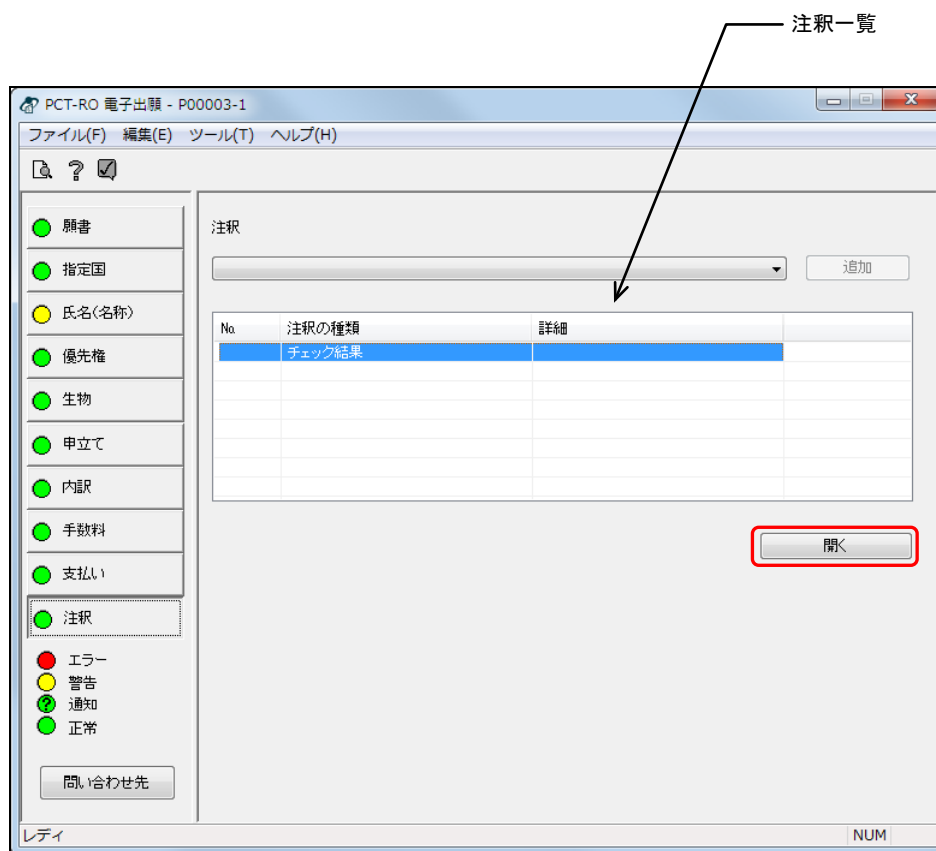 注釈一覧
PCT-RO 電子出願 - P00003-1
ファイル(F) 編集(E) ツール(T) ヘルプ(H)
願書
指定国
氏名(名称)
優先権
生物
申立て
内訳
手数料
支払い
注釈
エラー
警告
通知
正常
問い合わせ先
注釈
追加
No. 注釈の種類 詳細
チェック結果
開く
レディ NUM